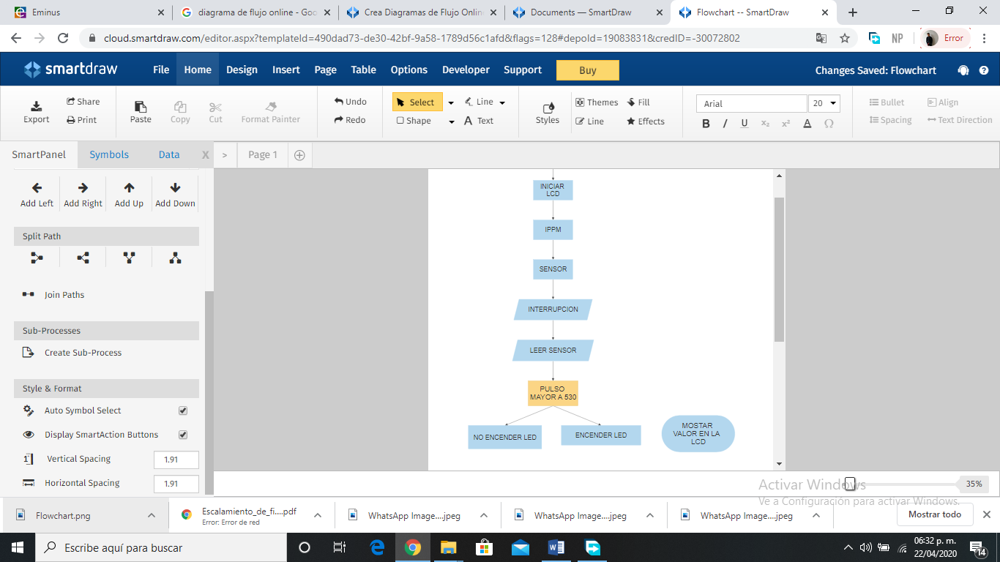 Eminus
diagrama de flujo online - Goo
Crea Diagramas de Flujo Onlin
Documents — SmartDraw
Flowchart -- SmartDraw
cloud.smartdraw.com/editor.aspx?templateId=490dad73-de30-42bf-9a58-1789d56c1afd&flags=128#depoId=19083831&credID=-30072802
NP
Error
smartdraw
File
Home
Design
Insert
Page
Table
Options
Developer
Support
Buy
Changes Saved: Flowchart
Export
Share
Print
Paste
Copy
Cut
Format Painter
Undo
Redo
Select
Shape
Line
Text
Styles
Themes
Line
Fill
Effects
Arial
20
B I U x₂ x² A Ω
Bullet
Spacing
Align
Text Direction
SmartPanel
Symbols
Data
X
>
Page 1
Add Left
Add Right
Add Up
Add Down
Split Path
Join Paths
Sub-Processes
Create Sub-Process
Style & Format
Auto Symbol Select
Display SmartAction Buttons
Vertical Spacing
1.91
Horizontal Spacing
1.91
INICIAR
LCD
IPPM
SENSOR
INTERRUPCION
LEER SENSOR
PULSO
MAYOR A 530
NO ENCENDER LED
ENCENDER LED
MOSTAR
VALOR EN LA
LCD
35%
Activar Windows
Ve a Configuración para activar Windows.
Flowchart.png
Escalamiento_de_fi....pdf
Error: Error de red
WhatsApp Image....jpeg
WhatsApp Image....jpeg
WhatsApp Image....jpeg
Mostrar todo
Escribe aquí para buscar
06:32 p. m.
22/04/2020
14